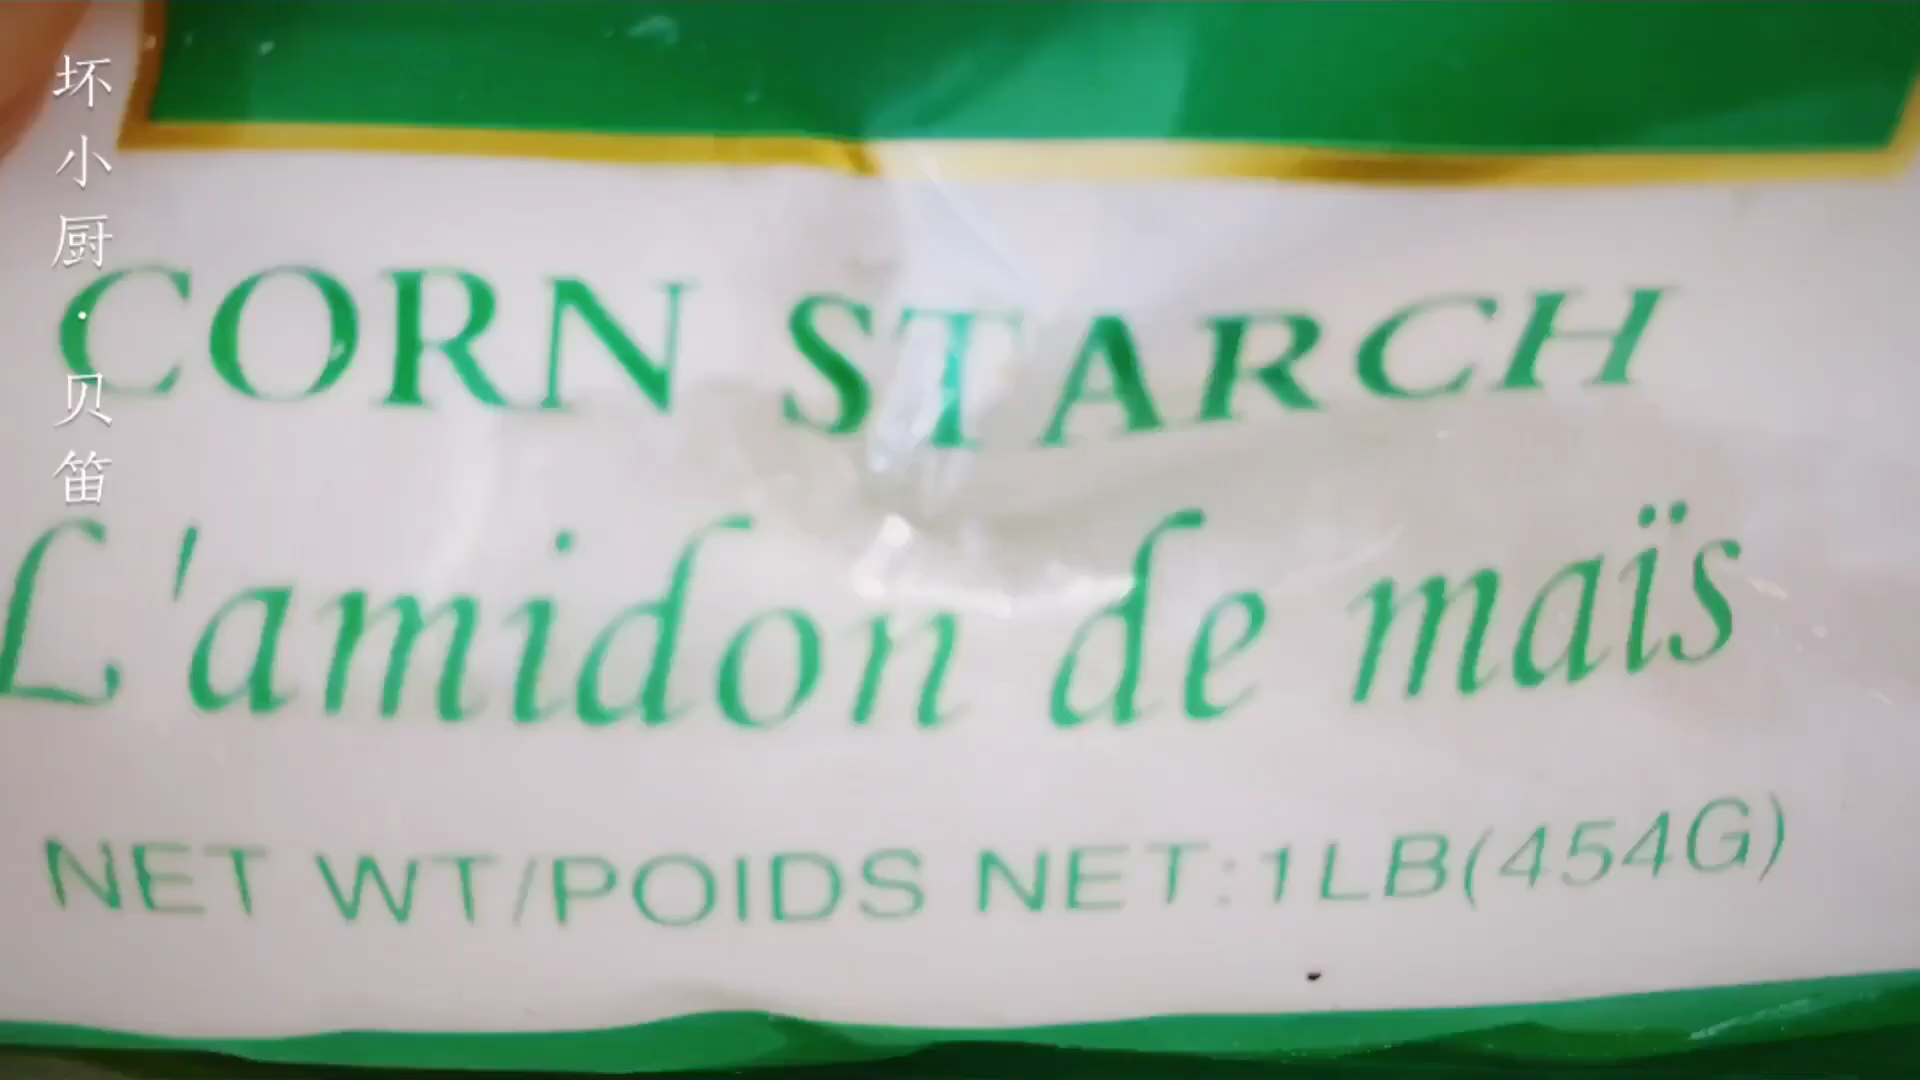 坏小厨·贝笛
CORN STARCH
L'amidon de maïs
NET WT/POIDS NET:1LB(454G)